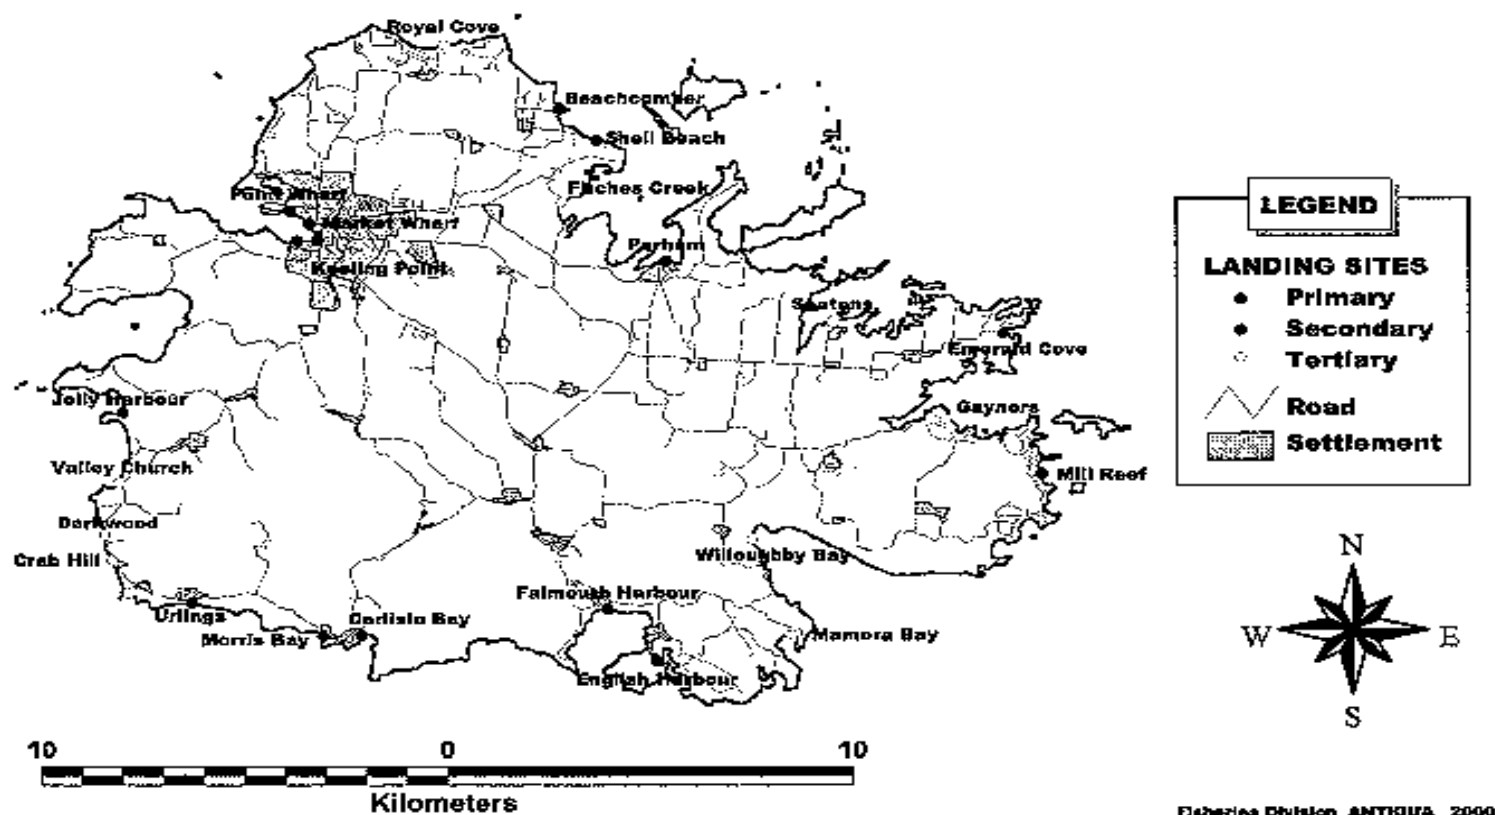 Royal Cove
Beachcomber
Shell Beach
Fitches Creek
Point Wharf
Market Wharf
Parham
Keeling Point
Seatons
Emerald Cove
Jolly Harbour
Gaynors
Valley Church
Mill Reef
Darkwood
Willoughby Bay
Crab Hill
Falmouth Harbour
Urlings
Carlisle Bay
Morris Bay
Mamora Bay
English Harbour
LEGEND
LANDING SITES
Primary
Secondary
Tertiary
Road
Settlement
N
W E
S
10 0 10
Kilometers
Fisheries Division ANTIGUA 2000